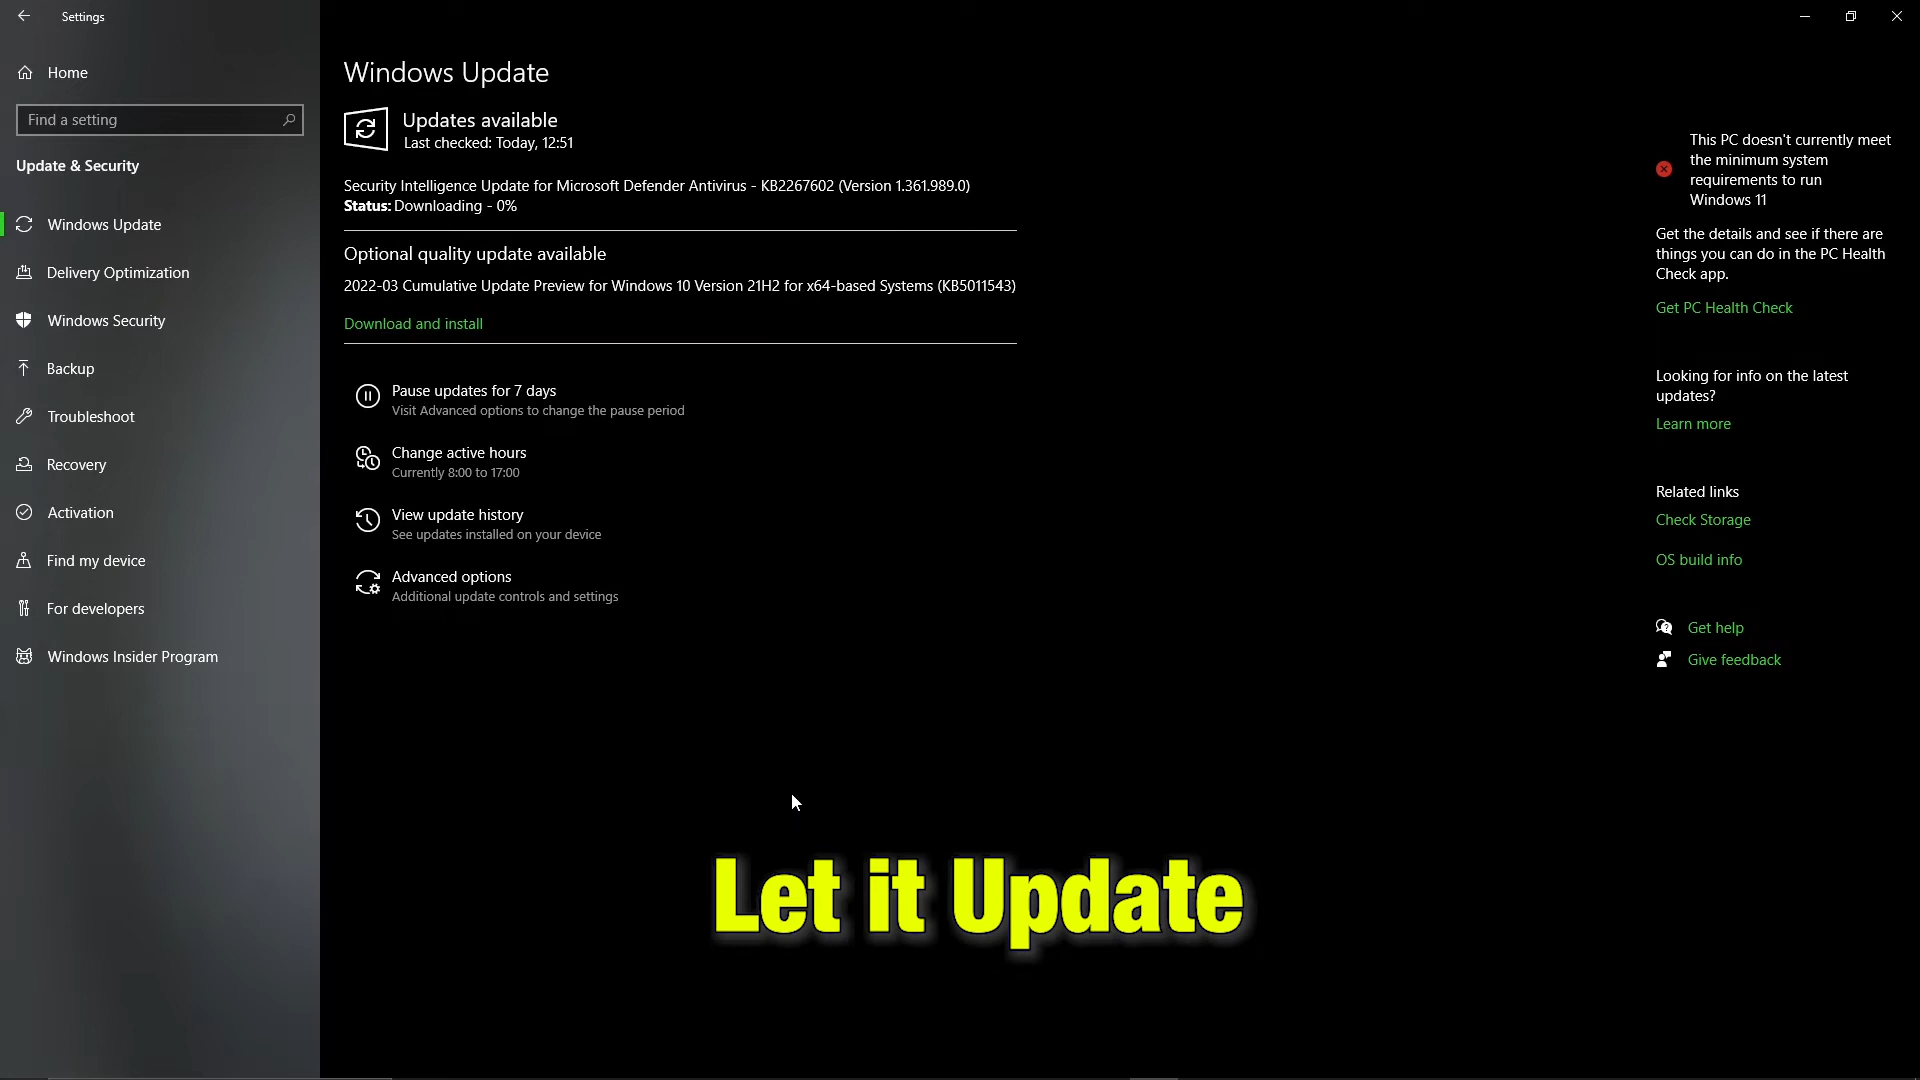 Settings
Home
Find a setting
Update & Security
Windows Update
Delivery Optimization
Windows Security
Backup
Troubleshoot
Recovery
Activation
Find my device
For developers
Windows Insider Program
Windows Update
Updates available
Last checked: Today, 12:51
Security Intelligence Update for Microsoft Defender Antivirus - KB2267602 (Version 1.361.989.0)
Status: Downloading - 0%
Optional quality update available
2022-03 Cumulative Update Preview for Windows 10 Version 21H2 for x64-based Systems (KB5011543)
Download and install
Pause updates for 7 days
Visit Advanced options to change the pause period
Change active hours
Currently 8:00 to 17:00
View update history
See updates installed on your device
Advanced options
Additional update controls and settings
This PC doesn't currently meet
the minimum system
requirements to run
Windows 11
Get the details and see if there are
things you can do in the PC Health
Check app.
Get PC Health Check
Looking for info on the latest
updates?
Learn more
Related links
Check Storage
OS build info
Get help
Give feedback
Let it Update